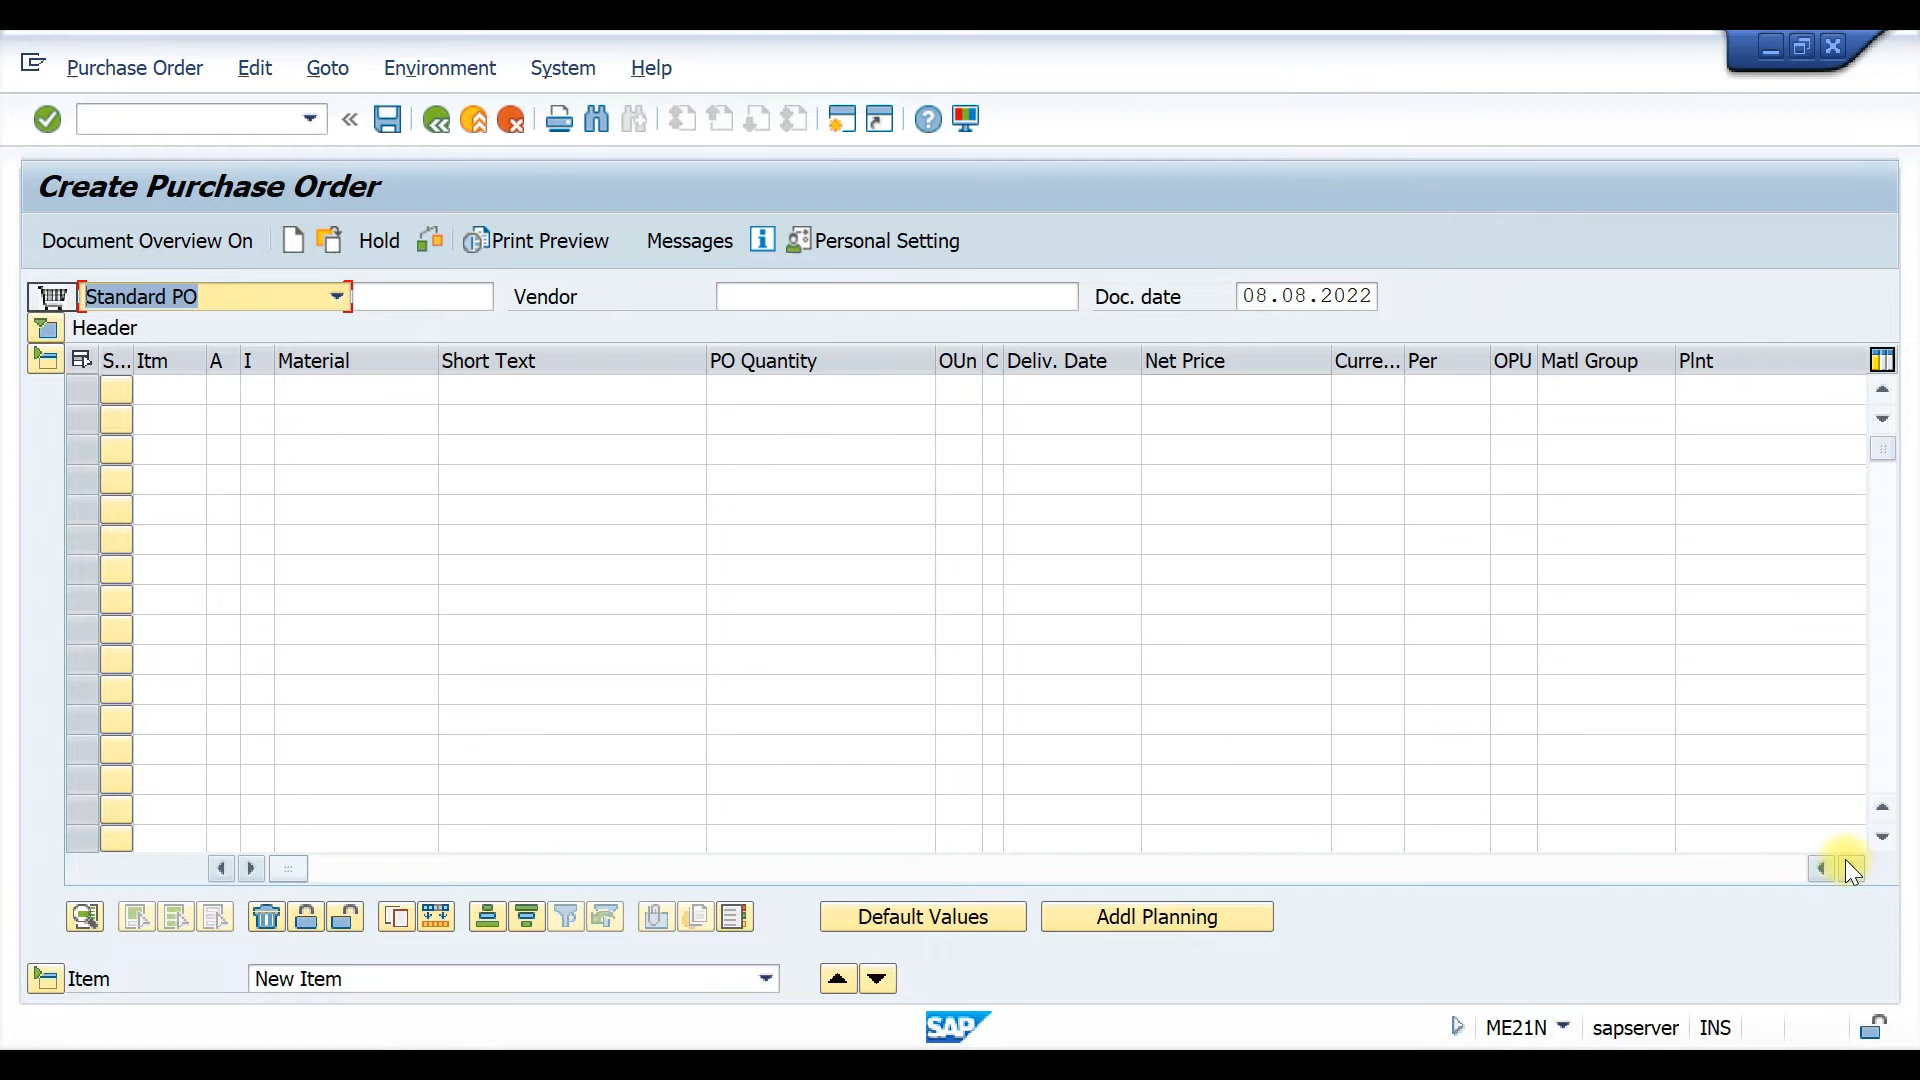 Purchase Order Edit Goto Environment System Help
Create Purchase Order
Document Overview On Hold Print Preview Messages Personal Setting
Standard PO Vendor Doc. date 08.08.2022
Header
S... Itm A I Material Short Text PO Quantity OUn C Deliv. Date Net Price Curre... Per OPU Matl Group Plnt
Default Values Addl Planning
Item New Item
SAP ME21N sapserver INS